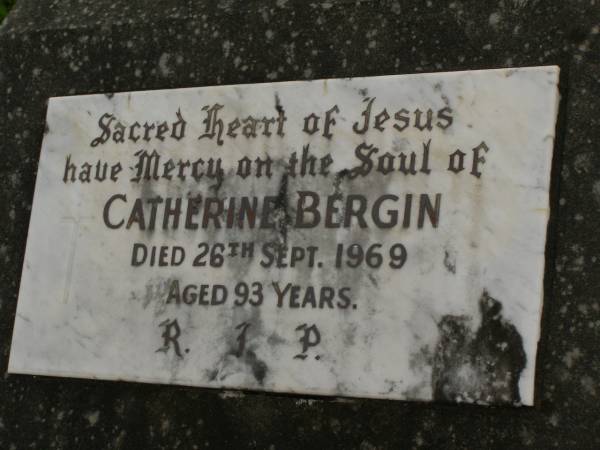 Sacred Heart of Jesus
have Mercy on the Soul of
CATHERINE BERGIN
DIED 26TH SEPT. 1969
AGED 93 YEARS.
R. I. P.